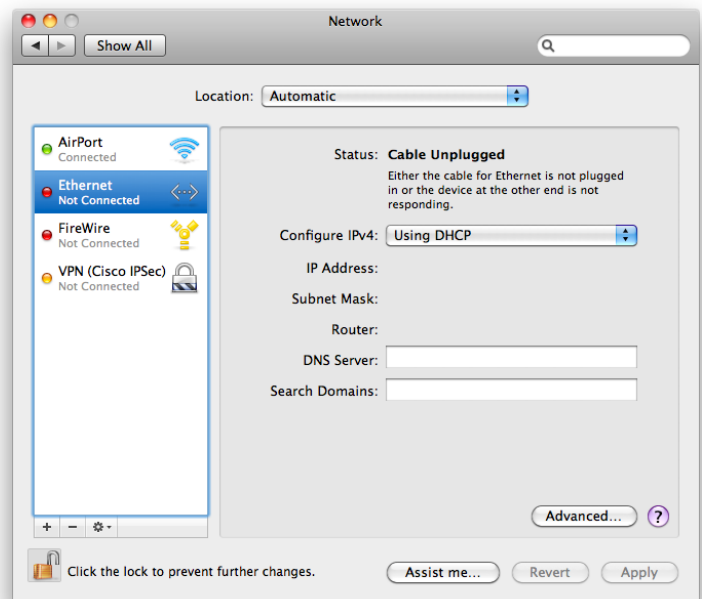 Network
Show All
Location: Automatic
AirPort
Connected
Ethernet
Not Connected
FireWire
Not Connected
VPN (Cisco IPSec)
Not Connected
Status: Cable Unplugged
Either the cable for Ethernet is not plugged
in or the device at the other end is not
responding.
Configure IPv4: Using DHCP
IP Address:
Subnet Mask:
Router:
DNS Server:
Search Domains:
Advanced... ?
Click the lock to prevent further changes.
Assist me... Revert Apply